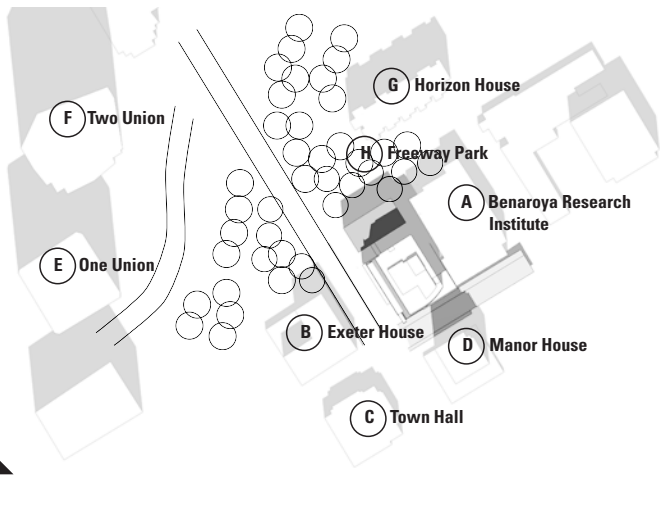 G Horizon House
F Two Union
H Freeway Park
A Benaroya Research
Institute
E One Union
B Exeter House
D Manor House
C Town Hall